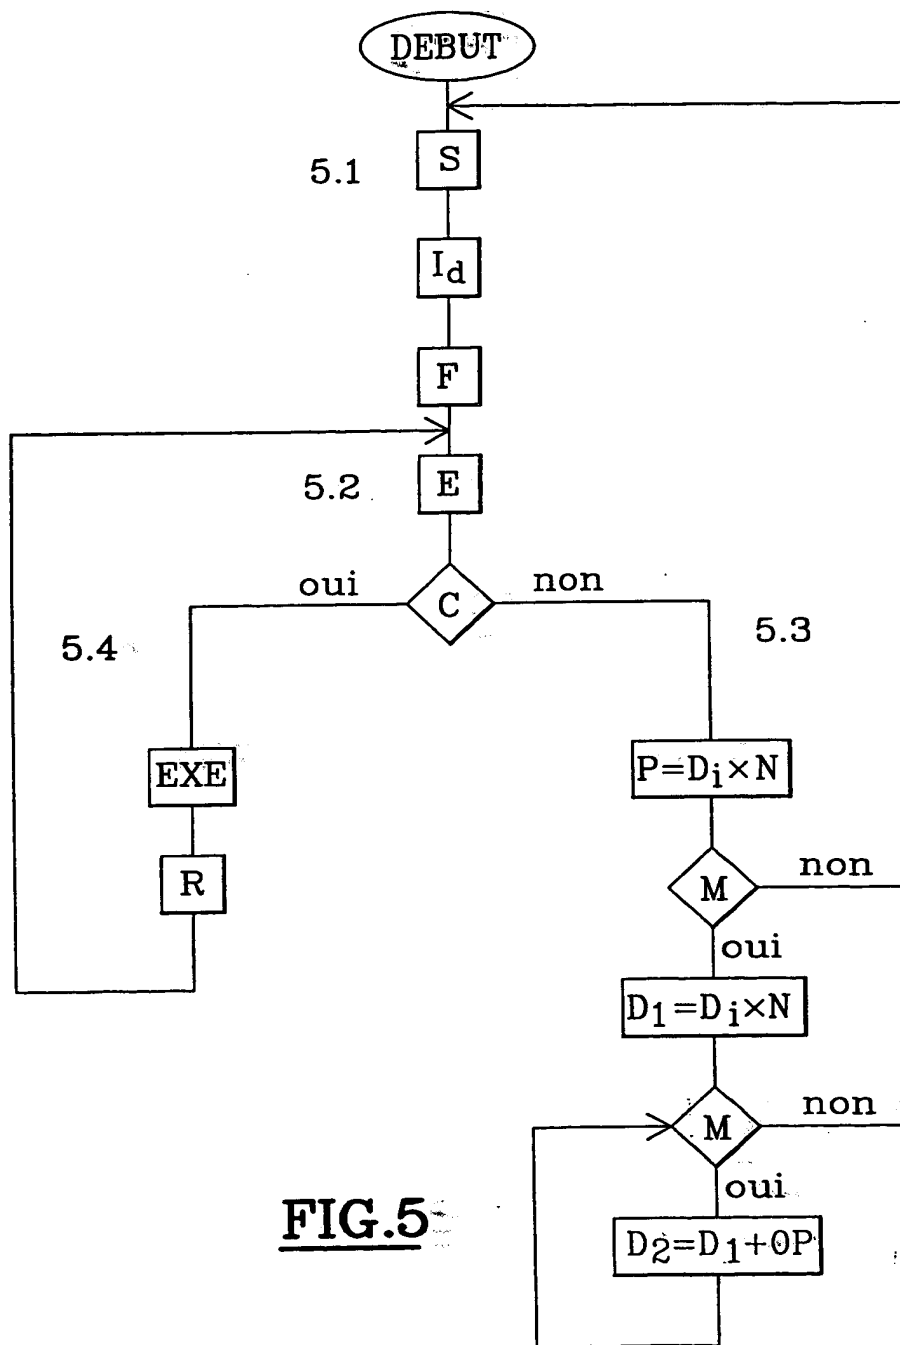 DEBUT
5.1
S
Id
F
5.2
E
oui
C
non
5.4
5.3
EXE
P=Di×N
R
M
non
oui
D1=Di×N
M
non
oui
FIG.5
D2=D1+0P